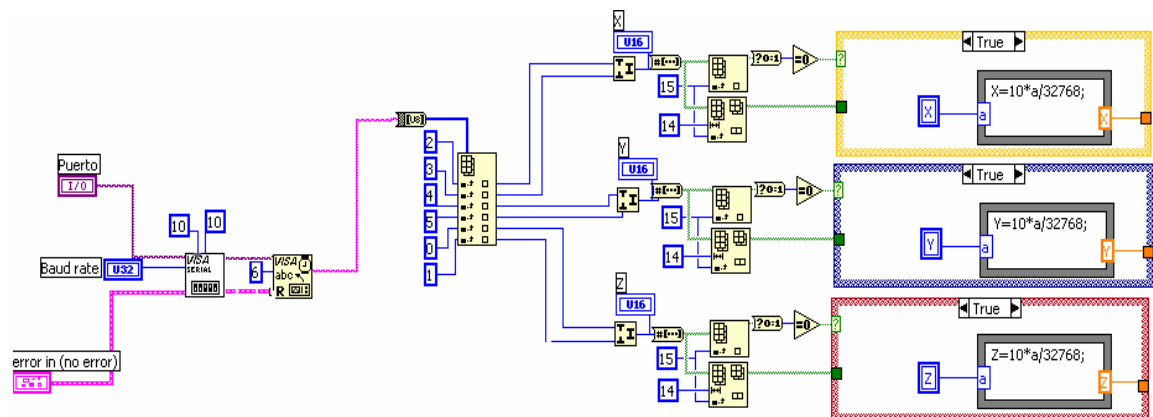 X
U16
#[...]
?0:1
=0
15
14
True
X
a
X=10*a/32768;
X
?
[U8]
2
3
4
5
0
1
Puerto
I/O
10
10
Baud rate
U32
VISA
SERIAL
6
VISA
abc
R
error in (no error)
Y
U16
#[...]
?0:1
=0
15
14
True
Y
a
Y=10*a/32768;
Y
?
Z
U16
#[...]
?0:1
=0
15
14
True
Z
a
Z=10*a/32768;
Z
?